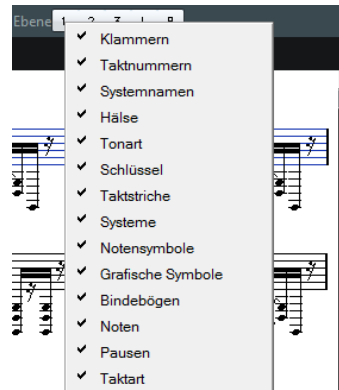 Ebene 1 2 3 L R
Klammern
Taktnummern
Systemnamen
Hälse
Tonart
Schlüssel
Taktstriche
Systeme
Notensymbole
Grafische Symbole
Bindebögen
Noten
Pausen
Taktart